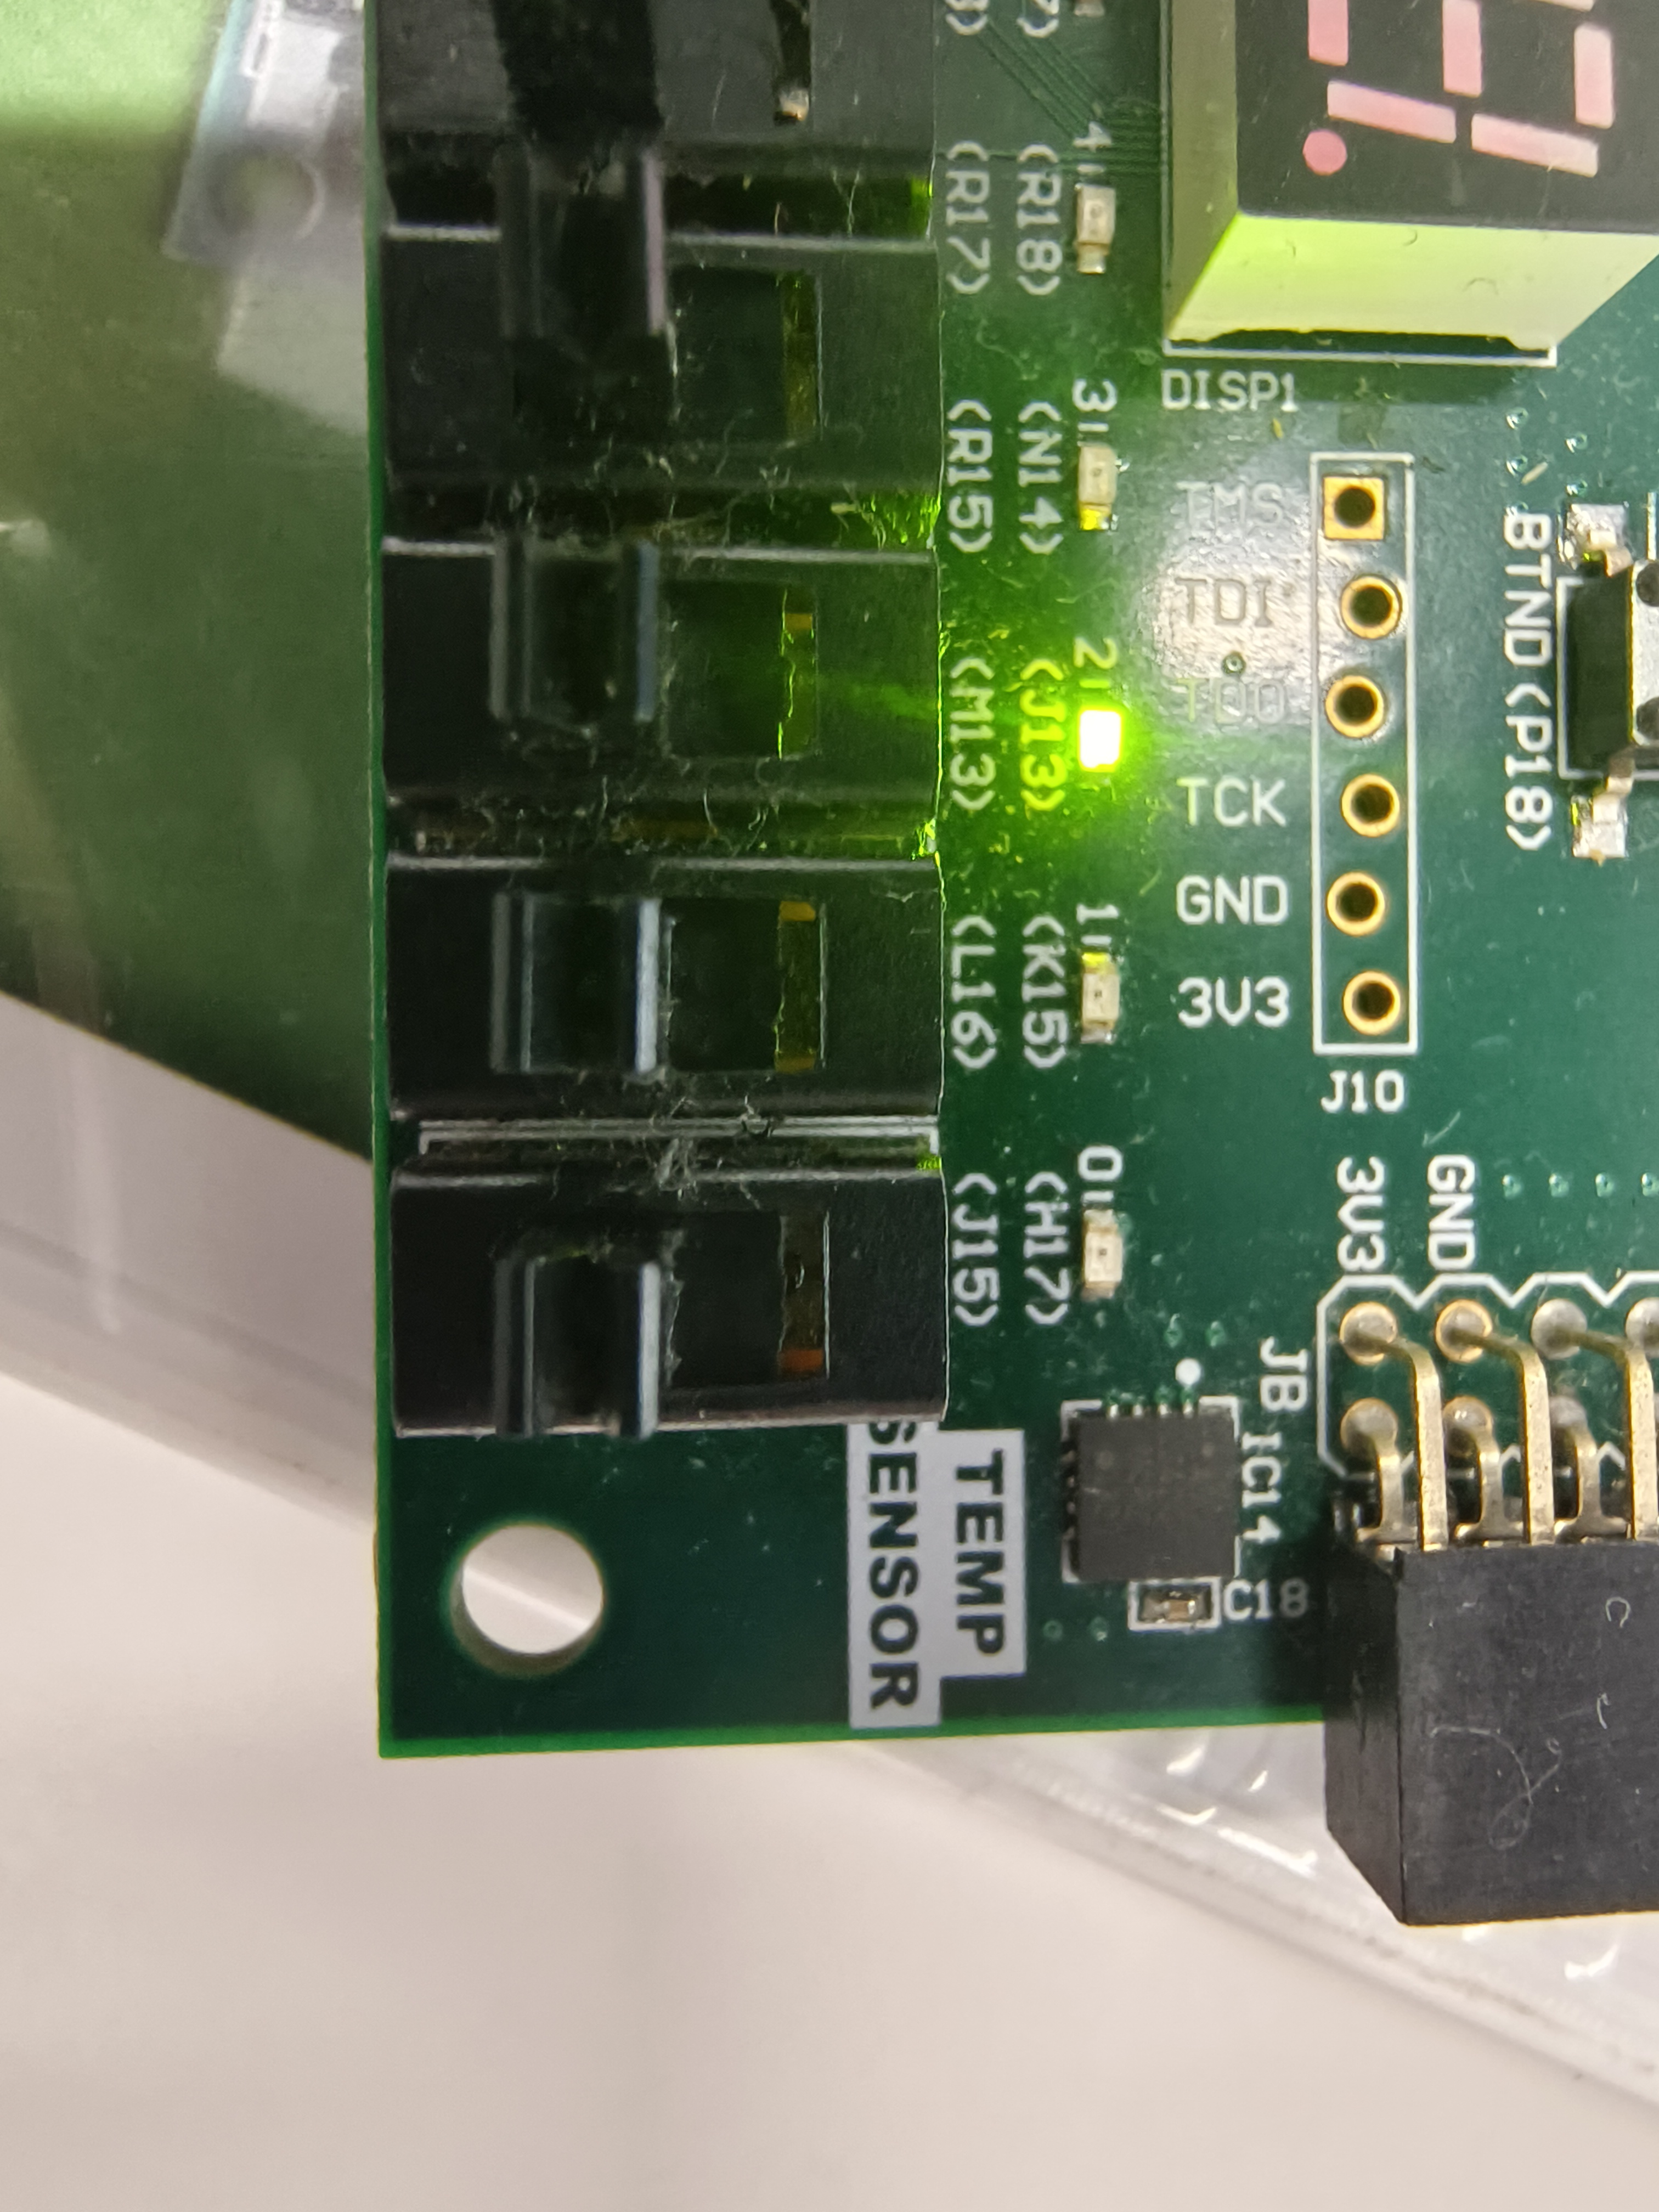 4
(R18)
(R17)
3
(N14)
(R15)
2
(J13)
(M13)
1
(K15)
(L16)
0
(H17)
(J15)
DISP1
TMS
TDI
TDO
TCK
GND
3V3
J10
BTND(P18)
3V3
GND
JB
IC14
C18
TEMP
SENSOR